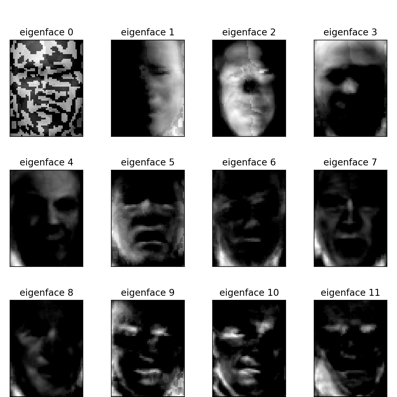 eigenface 0
eigenface 1
eigenface 2
eigenface 3
eigenface 4
eigenface 5
eigenface 6
eigenface 7
eigenface 8
eigenface 9
eigenface 10
eigenface 11